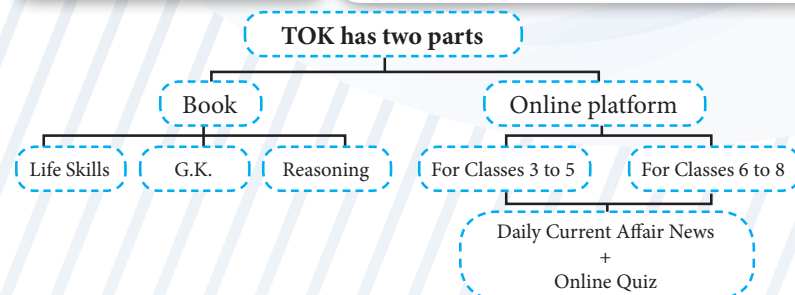 TOK has two parts
Book
Online platform
Life Skills
G.K.
Reasoning
For Classes 3 to 5
For Classes 6 to 8
Daily Current Affair News
+
Online Quiz